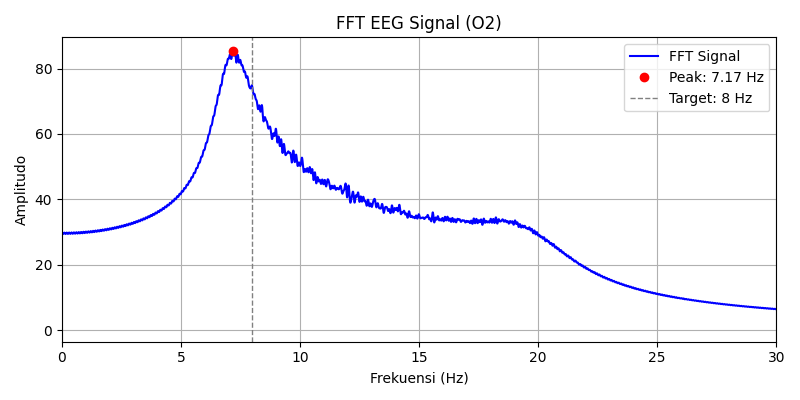 FFT EEG Signal (O2)
FFT Signal
Peak: 7.17 Hz
Target: 8 Hz
Amplitudo
80
60
40
20
0
0 5 10 15 20 25 30
Frekuensi (Hz)